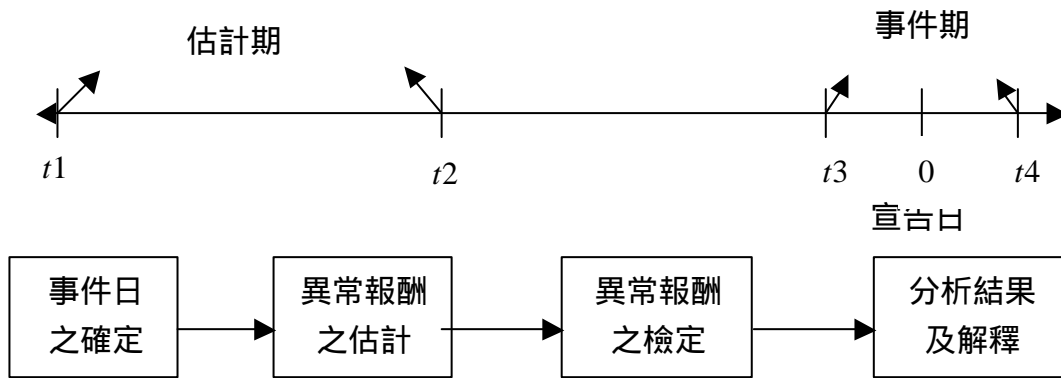 估計期
事件期
t1
t2
t3
0
t4
宣告日
事件日
之確定
異常報酬
之估計
異常報酬
之檢定
分析結果
及解釋